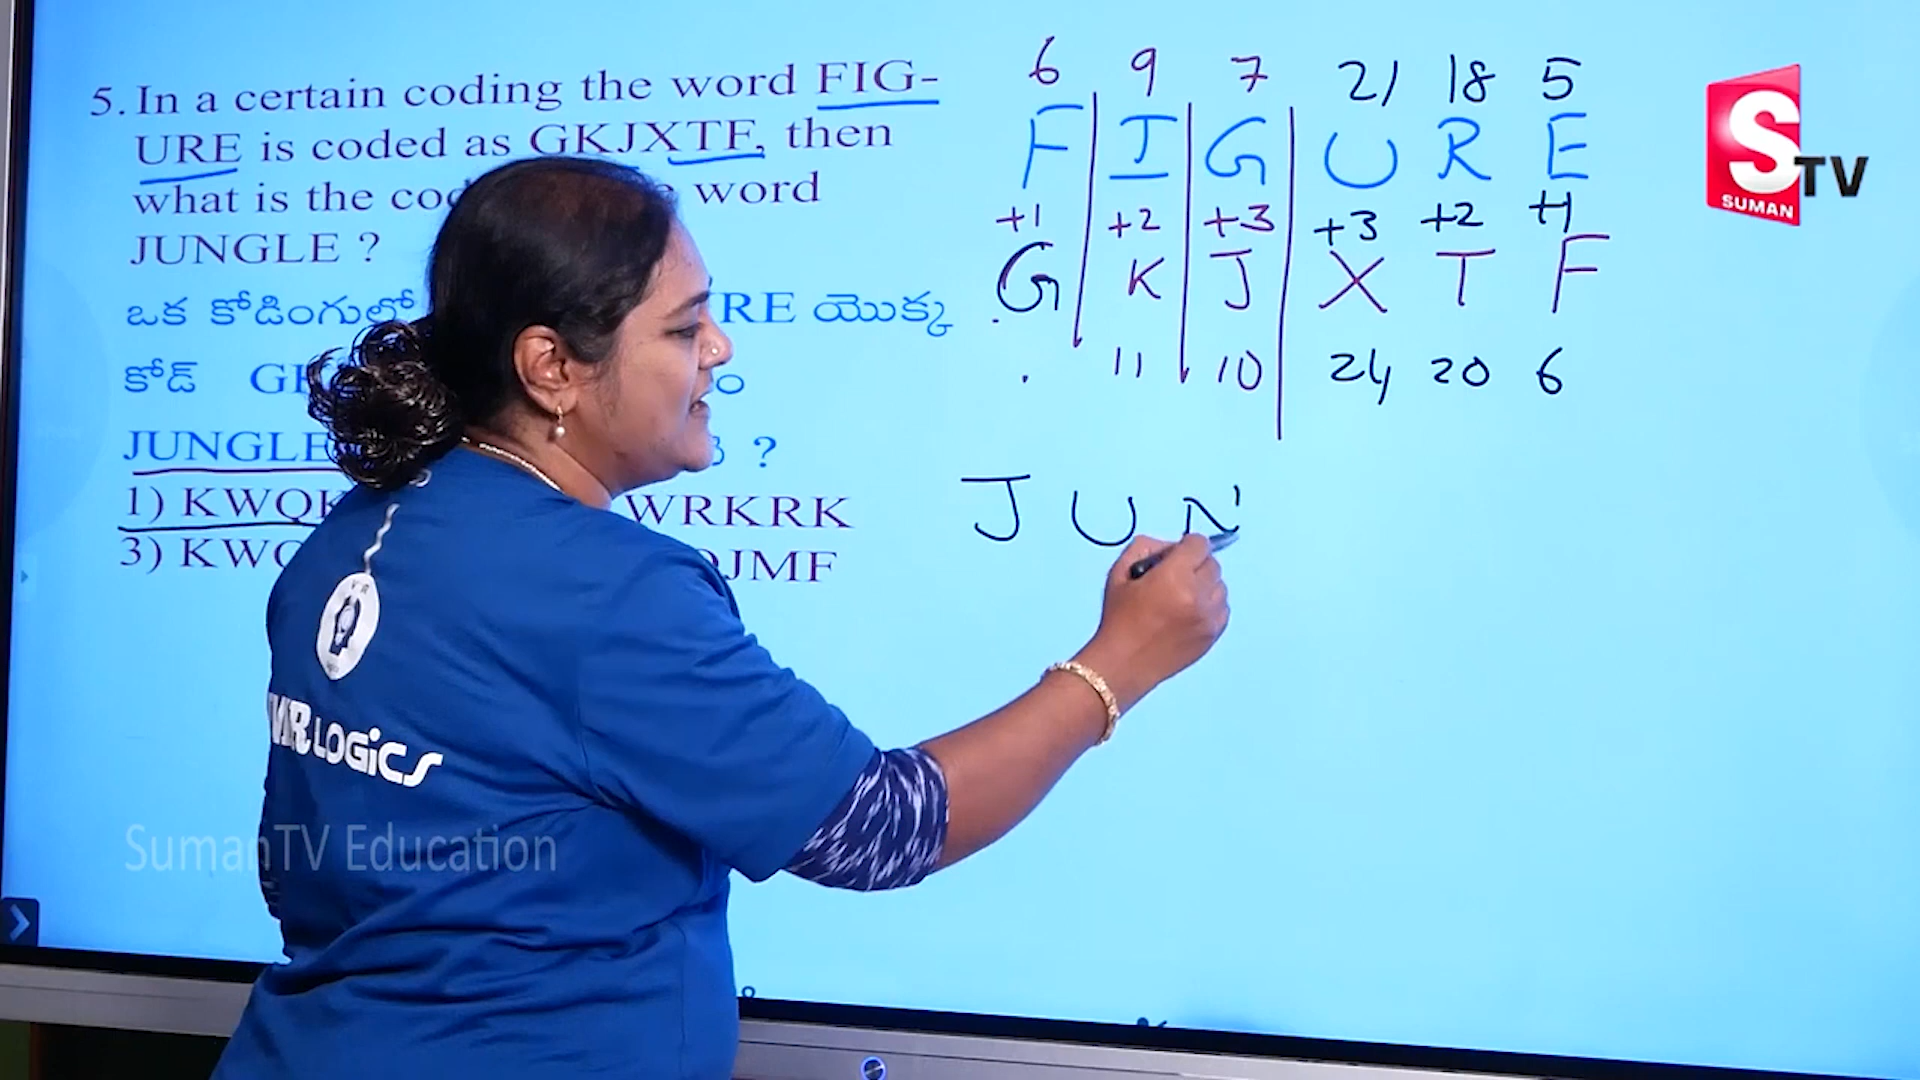 5. In a certain coding the word FIG-
URE is coded as GKJXTF, then
what is the word
JUNGLE ?
ఒక కోడింగులో RE యొక్క
కోడ్
JUNGLE ?
1) KWQK WRKRK
3) KWQ QJMF
6 9 7 21 18 5
F I G U R E
+1 +2 +3 +3 +2 +1
G K J X T F
11 10 24 20 6
J U N
S TV
SUMAN
VR LOGICS
SumanTV Education